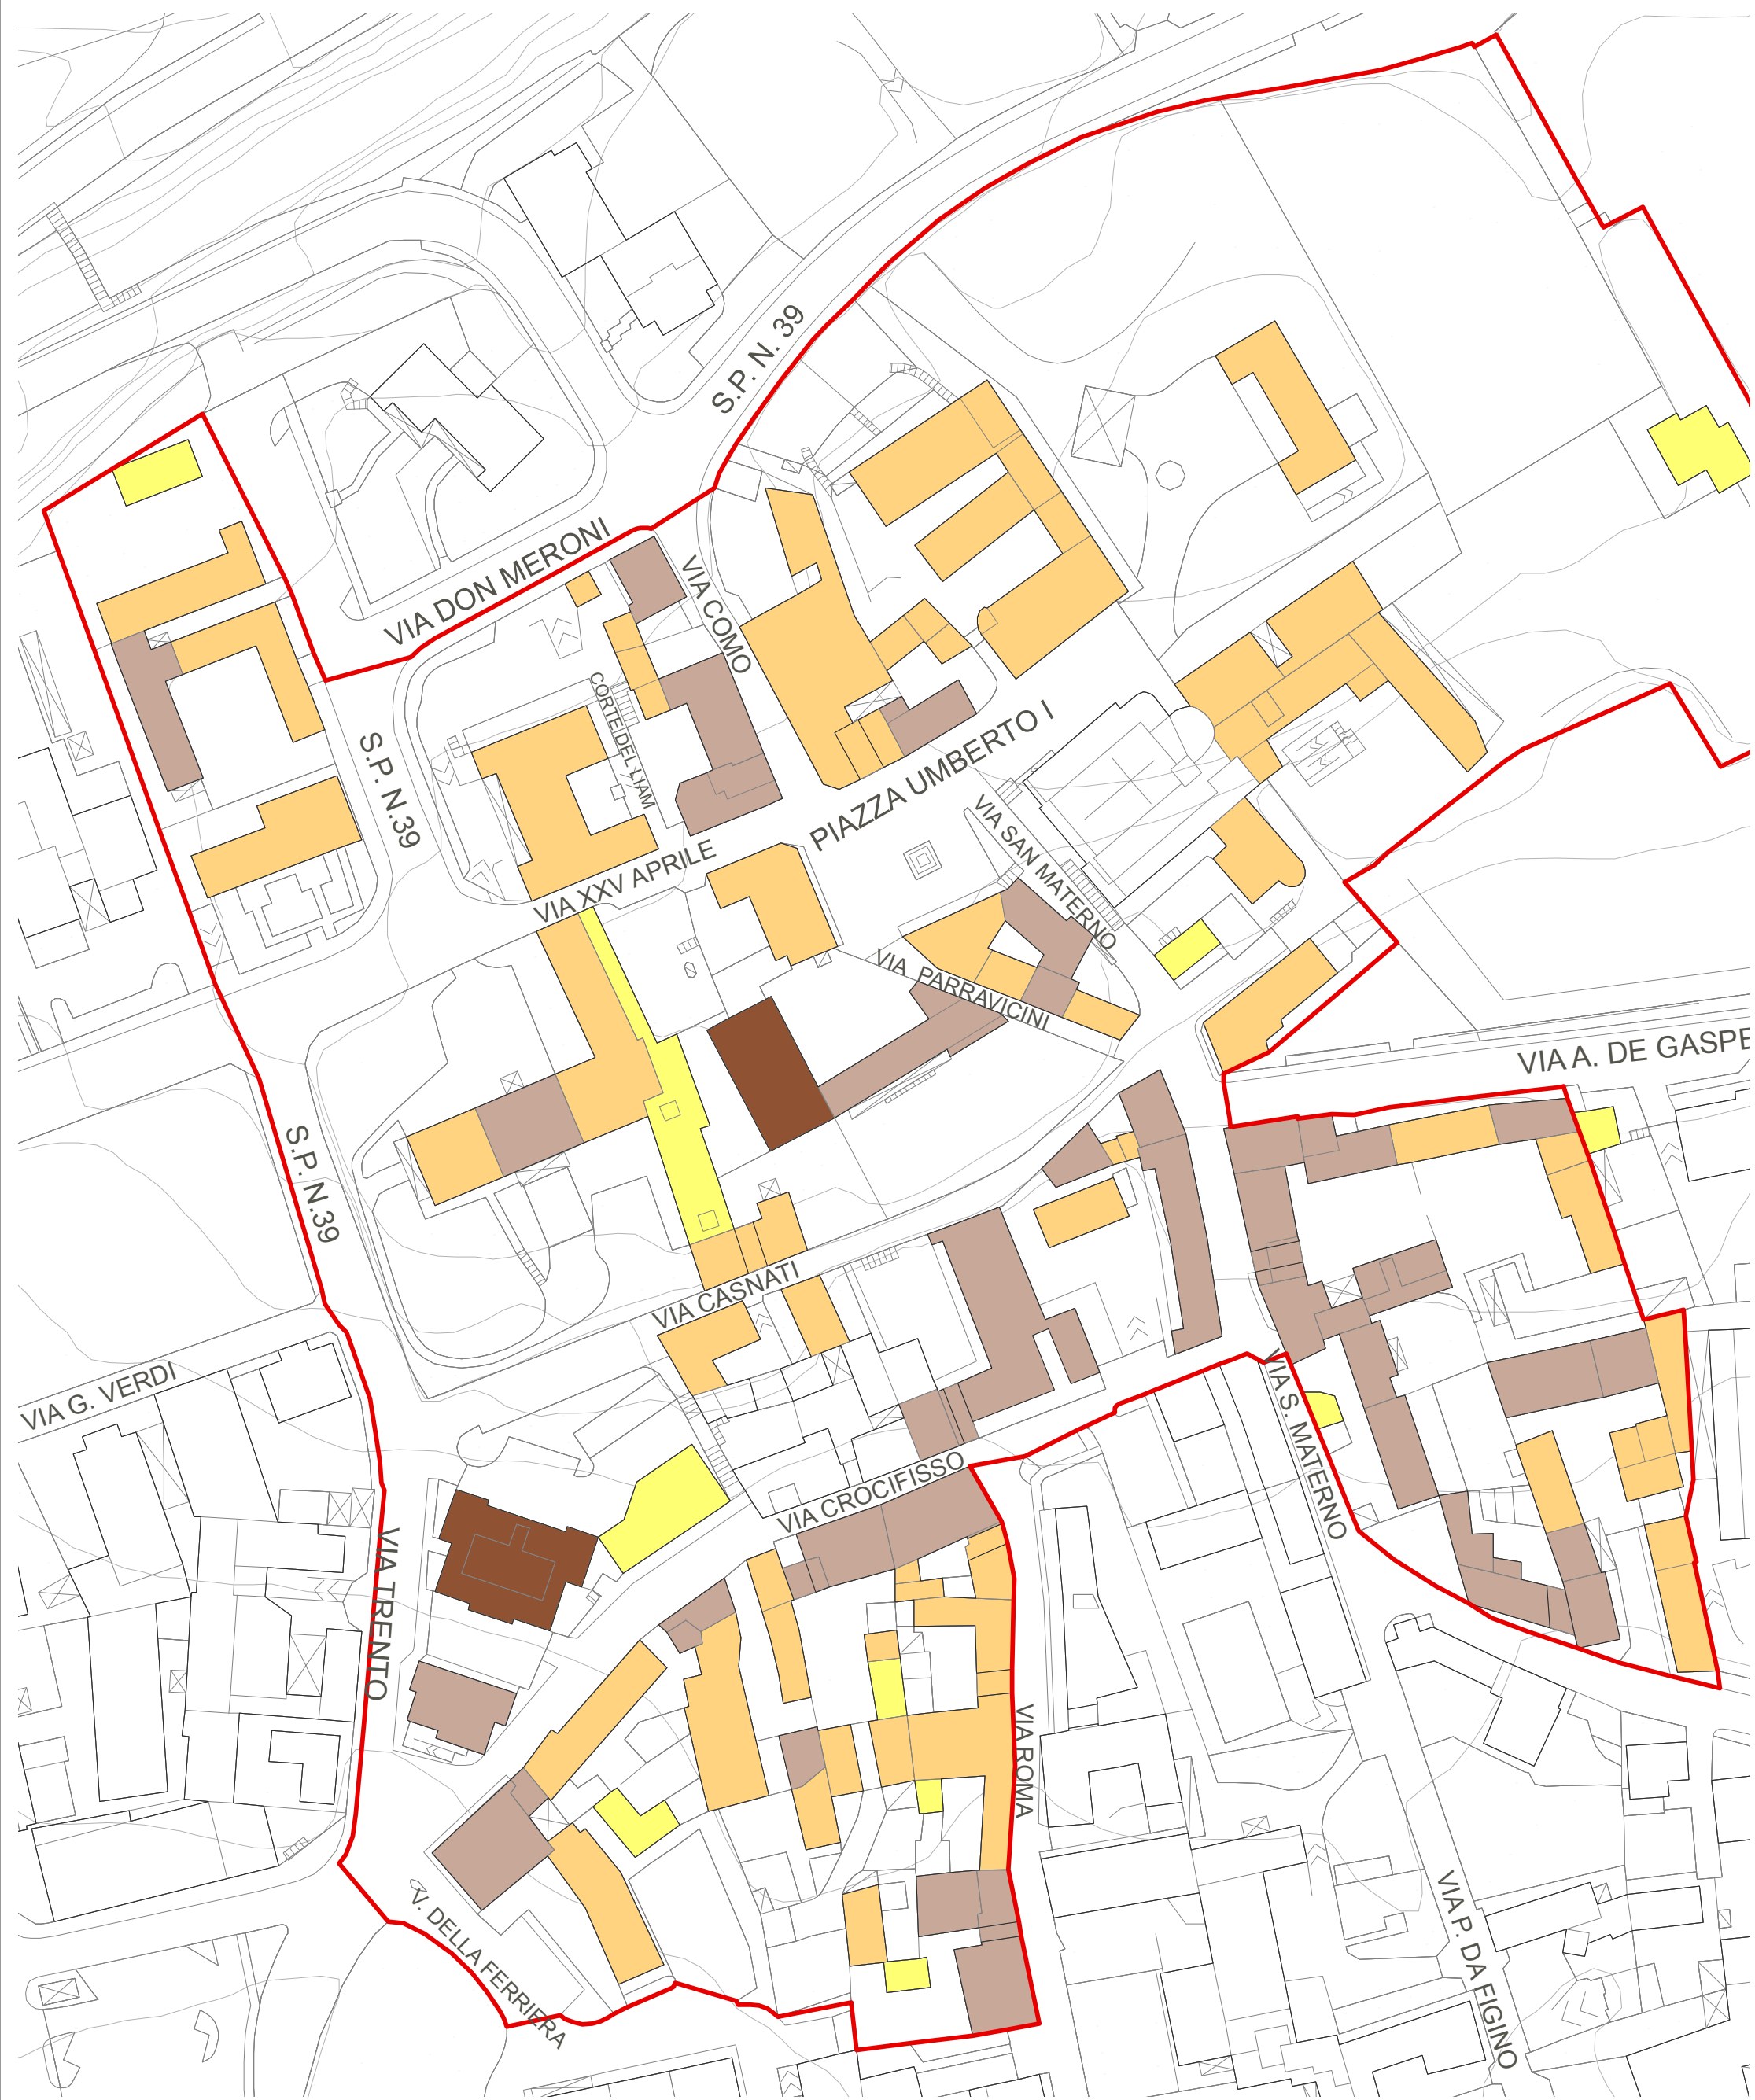 S.P. N. 39
VIA DON MERONI
VIA COMO
CORTE DEL LIAM
S.P. N.39
PIAZZA UMBERTO I
VIA SAN MATERNO
VIA XXV APRILE
VIA PARRAVICINI
VIA A. DE GASPE
S.P. N.39
VIA CASNATI
VIA G. VERDI
VIA S. MATERNO
VIA CROCIFISSO
VIA TRENTO
VIA ROMA
V. DELLA FERRIERA
VIA P. DA FIGINO